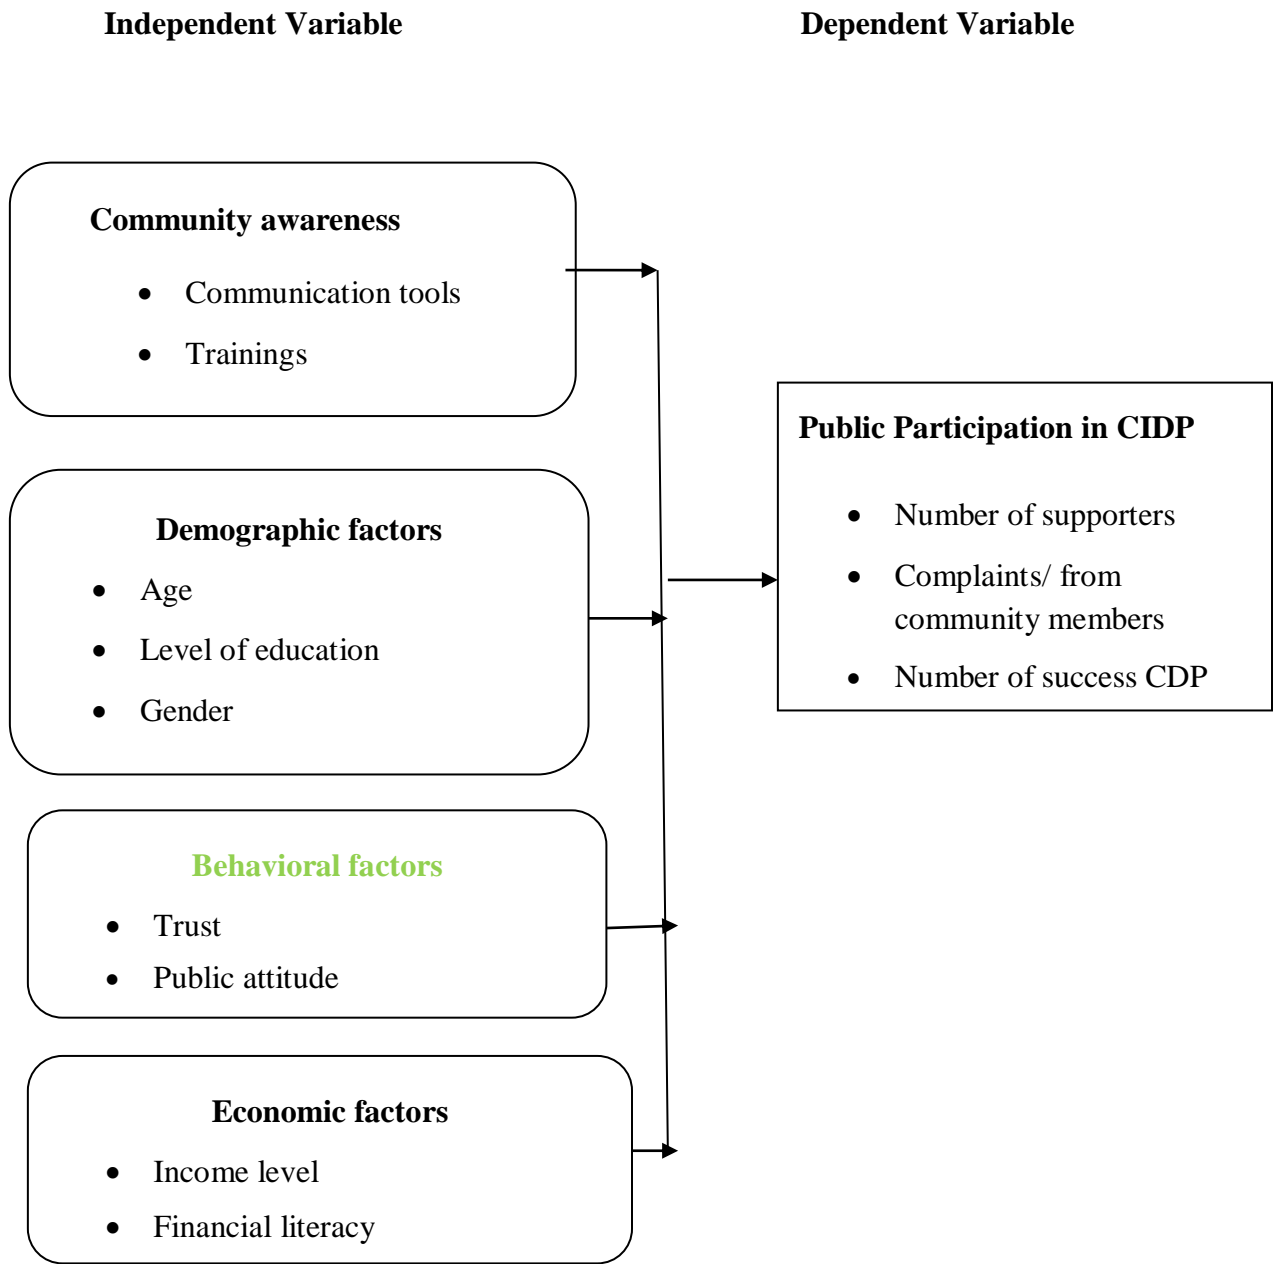 Independent Variable
Dependent Variable
Community awareness
• Communication tools
• Trainings
Demographic factors
• Age
• Level of education
• Gender
Behavioral factors
• Trust
• Public attitude
Economic factors
• Income level
• Financial literacy
Public Participation in CIDP
• Number of supporters
• Complaints/ from
community members
• Number of success CDP